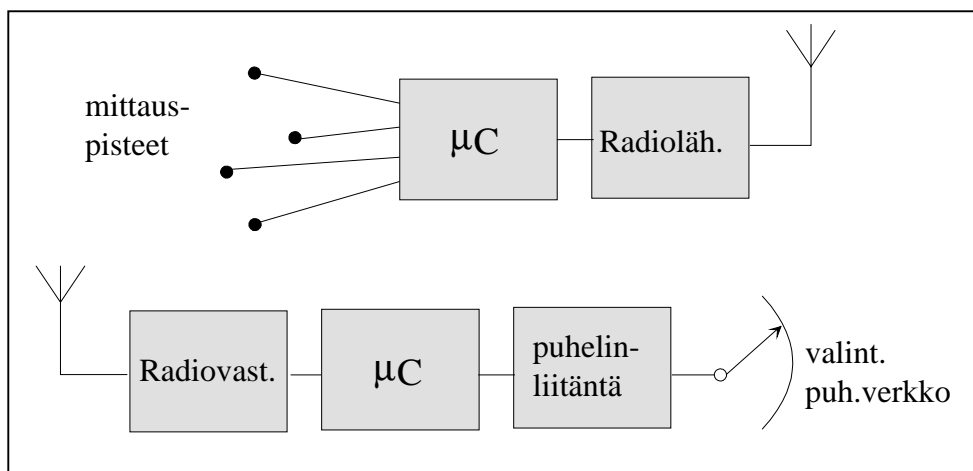 mittaus-
pisteet
µC
Radioläh.
Radiovast.
µC
puhelin-
liitäntä
valint.
puh.verkko